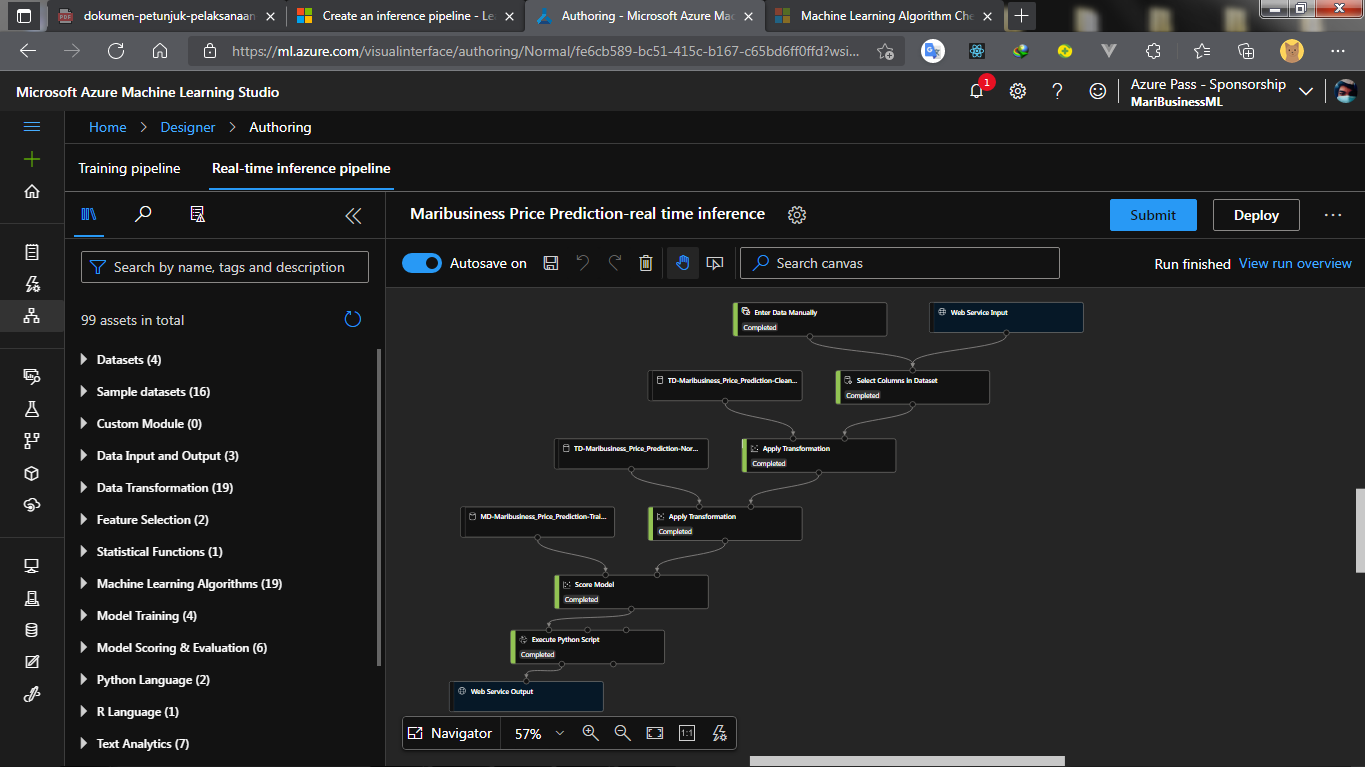 dokumen-petunjuk-pelaksanaan
Create an inference pipeline - Le
Authoring - Microsoft Azure Mac
Machine Learning Algorithm Che
https://ml.azure.com/visualinterface/authoring/Normal/fe6cb589-bc51-415c-b167-c65bd6ff0ffd?wsi...
Microsoft Azure Machine Learning Studio
1
Azure Pass - Sponsorship
MariBusinessML
Home > Designer > Authoring
Training pipeline
Real-time inference pipeline
Maribusiness Price Prediction-real time inference
Submit
Deploy
Search by name, tags and description
Autosave on
Search canvas
Run finished View run overview
99 assets in total
Datasets (4)
Sample datasets (16)
Custom Module (0)
Data Input and Output (3)
Data Transformation (19)
Feature Selection (2)
Statistical Functions (1)
Machine Learning Algorithms (19)
Model Training (4)
Model Scoring & Evaluation (6)
Python Language (2)
R Language (1)
Text Analytics (7)
Enter Data Manually
Completed
Web Service Input
TD-Maribusiness_Price_Prediction-Clean...
Select Columns in Dataset
Completed
TD-Maribusiness_Price_Prediction-Nor...
Apply Transformation
Completed
MD-Maribusiness_Price_Prediction-Trai...
Apply Transformation
Completed
Score Model
Completed
Execute Python Script
Completed
Web Service Output
Navigator
57%
1:1